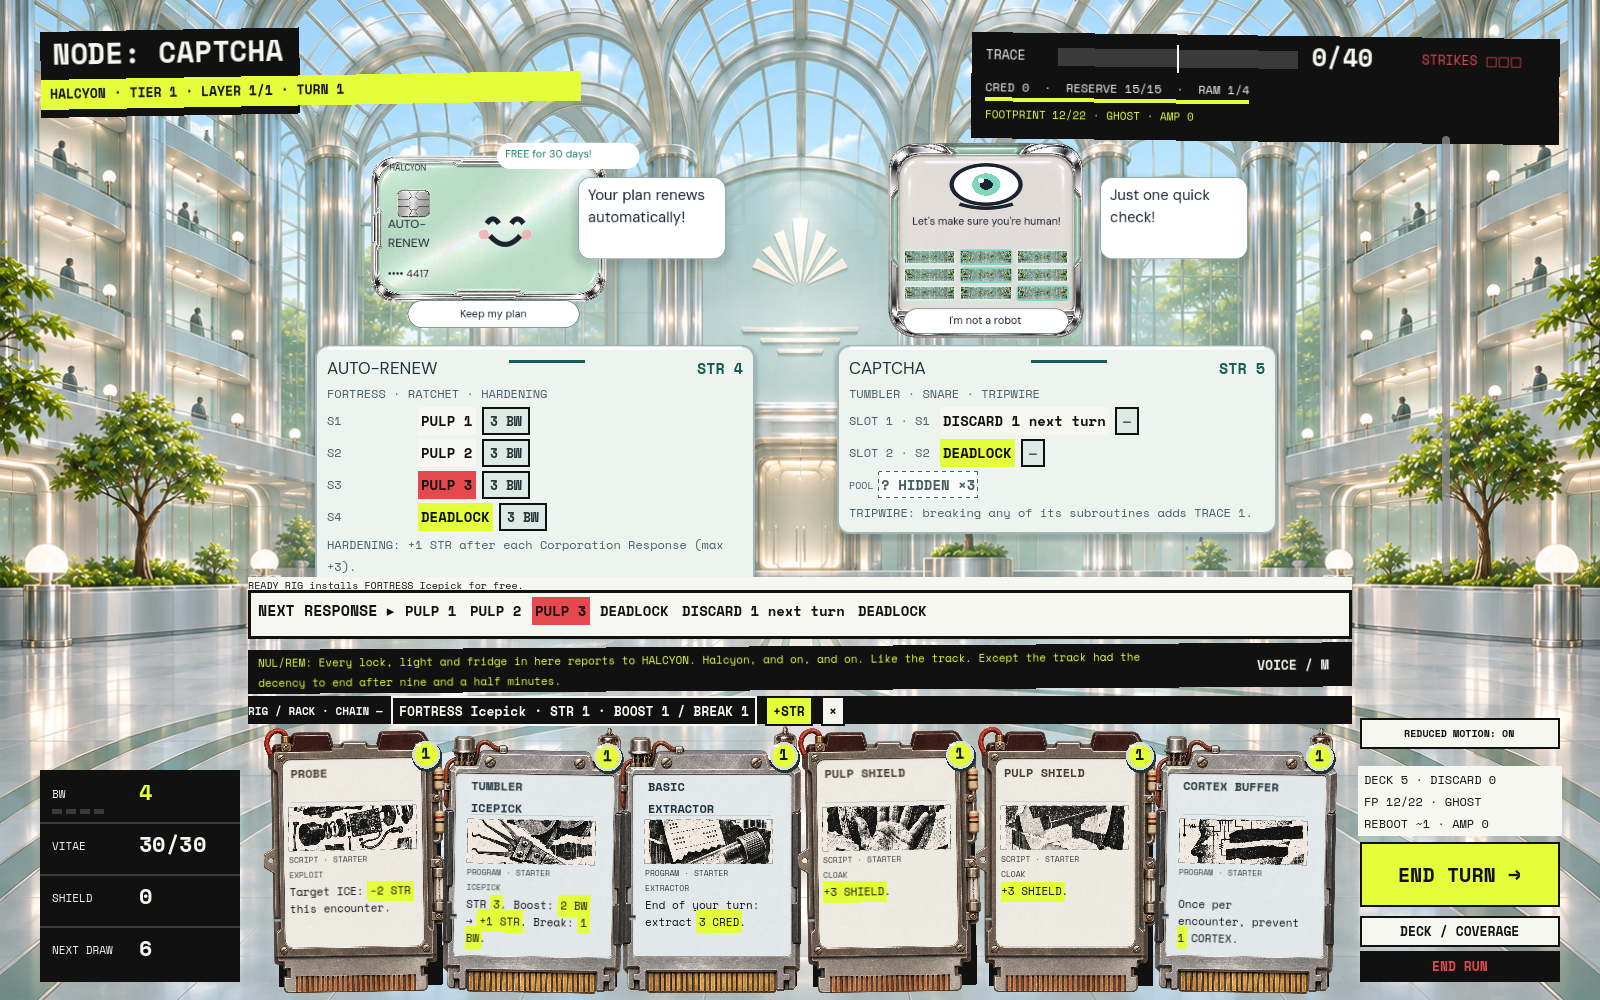 NODE: CAPTCHA
HALCYON · TIER 1 · LAYER 1/1 · TURN 1
TRACE 0/40 STRIKES □□□
CRED 0 · RESERVE 15/15 · RAM 1/4
FOOTPRINT 12/22 · GHOST · AMP 0
HALCYON
FREE for 30 days!
AUTO-
RENEW
•••• 4417
Keep my plan
Your plan renews
automatically!
Let's make sure you're human!
I'm not a robot
Just one quick
check!
AUTO-RENEW STR 4
FORTRESS · RATCHET · HARDENING
S1 PULP 1 3 BW
S2 PULP 2 3 BW
S3 PULP 3 3 BW
S4 DEADLOCK 3 BW
HARDENING: +1 STR after each Corporation Response (max
+3).
CAPTCHA STR 5
TUMBLER · SNARE · TRIPWIRE
SLOT 1 · S1 DISCARD 1 next turn —
SLOT 2 · S2 DEADLOCK —
POOL ? HIDDEN ×3
TRIPWIRE: breaking any of its subroutines adds TRACE 1.
READY RIG installs FORTRESS Icepick for free.
NEXT RESPONSE ▸ PULP 1 PULP 2 PULP 3 DEADLOCK DISCARD 1 next turn DEADLOCK
NUL/REM: Every lock, light and fridge in here reports to HALCYON. Halcyon, and on, and on. Like the track. Except the track had the
decency to end after nine and a half minutes.
VOICE / M
RIG / RACK · CHAIN — FORTRESS Icepick · STR 1 · BOOST 1 / BREAK 1 +STR ×
BW 4
VITAE 30/30
SHIELD 0
NEXT DRAW 6
1
PROBE
SCRIPT · STARTER
EXPLOIT
Target ICE: -2 STR
this encounter.
1
TUMBLER
ICEPICK
PROGRAM · STARTER
ICEPICK
STR 3. Boost: 2 BW
→ +1 STR. Break: 1
BW.
1
BASIC
EXTRACTOR
PROGRAM · STARTER
EXTRACTOR
End of your turn:
extract 3 CRED.
1
PULP SHIELD
SCRIPT · STARTER
CLOAK
+3 SHIELD.
1
PULP SHIELD
SCRIPT · STARTER
CLOAK
+3 SHIELD.
1
CORTEX BUFFER
PROGRAM · STARTER
Once per
encounter, prevent
1 CORTEX.
REDUCED MOTION: ON
DECK 5 · DISCARD 0
FP 12/22 · GHOST
REBOOT ~1 · AMP 0
END TURN →
DECK / COVERAGE
END RUN